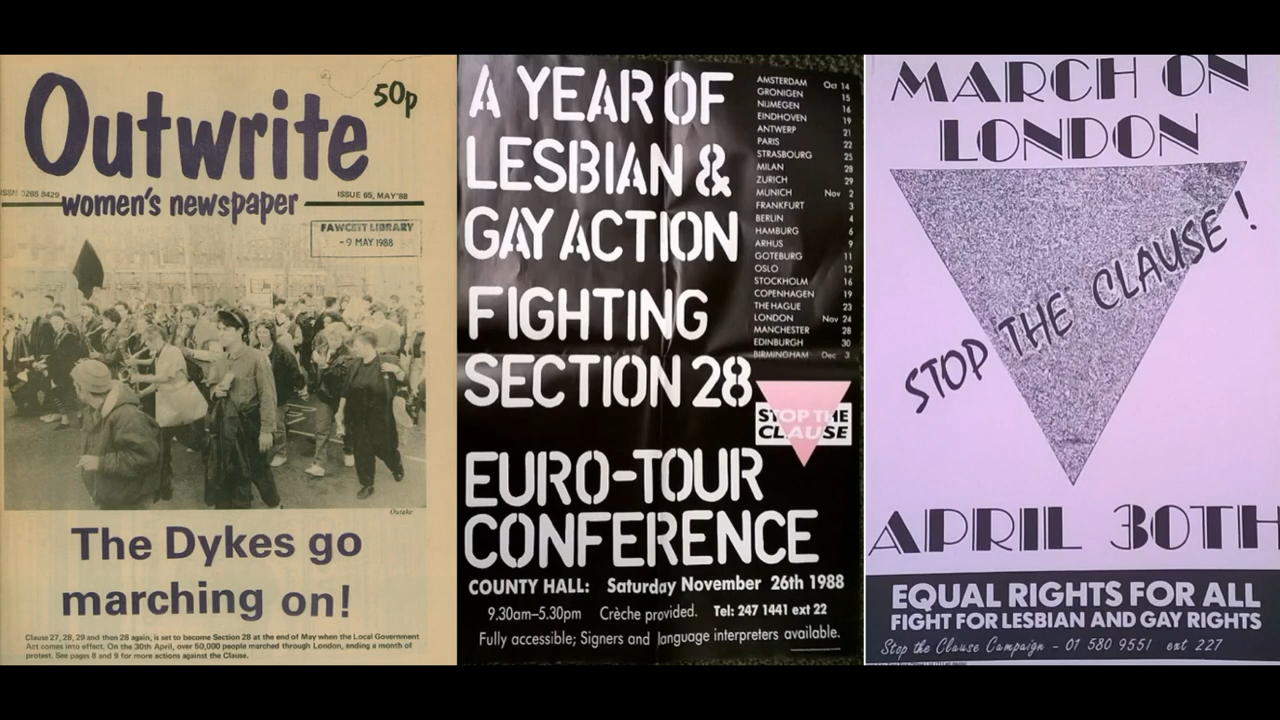 Outwrite
50p
ISSN 0265 8429
women's newspaper
ISSUE 65, MAY'88
FAWCETT LIBRARY
- 9 MAY 1988
Outtake
The Dykes go
marching on!
Clause 27, 28, 29 and then 28 again, is set to become Section 28 at the end of May when the Local Government
Act comes into effect. On the 30th April, over 50,000 people marched through London, ending a month of
protest. See pages 8 and 9 for more actions against the Clause.
A YEAR OF
LESBIAN &
GAY ACTION
FIGHTING
SECTION 28
AMSTERDAM Oct 14
GRONIGEN 15
NIJMEGEN 16
EINDHOVEN 19
ANTWERP 21
PARIS 22
STRASBOURG 25
MILAN 28
ZURICH 29
MUNICH Nov 2
FRANKFURT 3
BERLIN 4
HAMBURG 6
ARHUS 9
GOTEBURG 11
OSLO 12
STOCKHOLM 16
COPENHAGEN 19
THE HAGUE 23
LONDON Nov 24
MANCHESTER 28
EDINBURGH 30
BIRMINGHAM Dec 3
STOP THE
CLAUSE
EURO-TOUR
CONFERENCE
COUNTY HALL: Saturday November 26th 1988
9.30am–5.30pm Crèche provided. Tel: 247 1441 ext 22
Fully accessible; Signers and language interpreters available.
MARCH ON
LONDON
STOP THE CLAUSE !
APRIL 30TH
EQUAL RIGHTS FOR ALL
FIGHT FOR LESBIAN AND GAY RIGHTS
Stop the Clause Campaign - 01 580 9551 ext 227